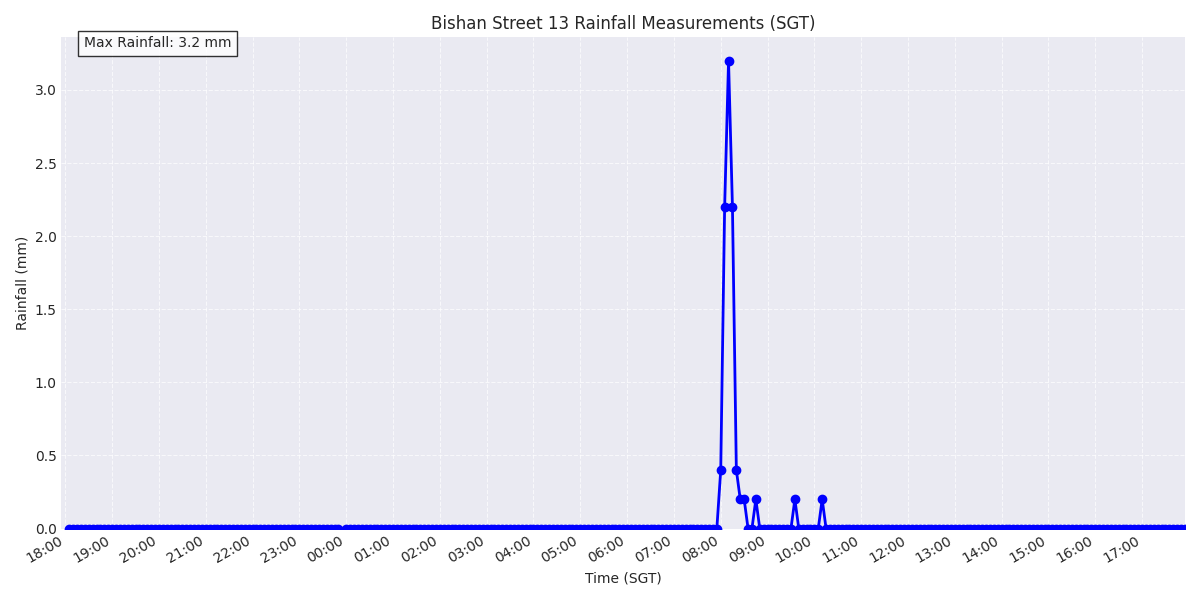 Bishan Street 13 Rainfall Measurements (SGT)
Max Rainfall: 3.2 mm
Rainfall (mm)
3.0
2.5
2.0
1.5
1.0
0.5
0.0
18:00 19:00 20:00 21:00 22:00 23:00 00:00 01:00 02:00 03:00 04:00 05:00 06:00 07:00 08:00 09:00 10:00 11:00 12:00 13:00 14:00 15:00 16:00 17:00
Time (SGT)